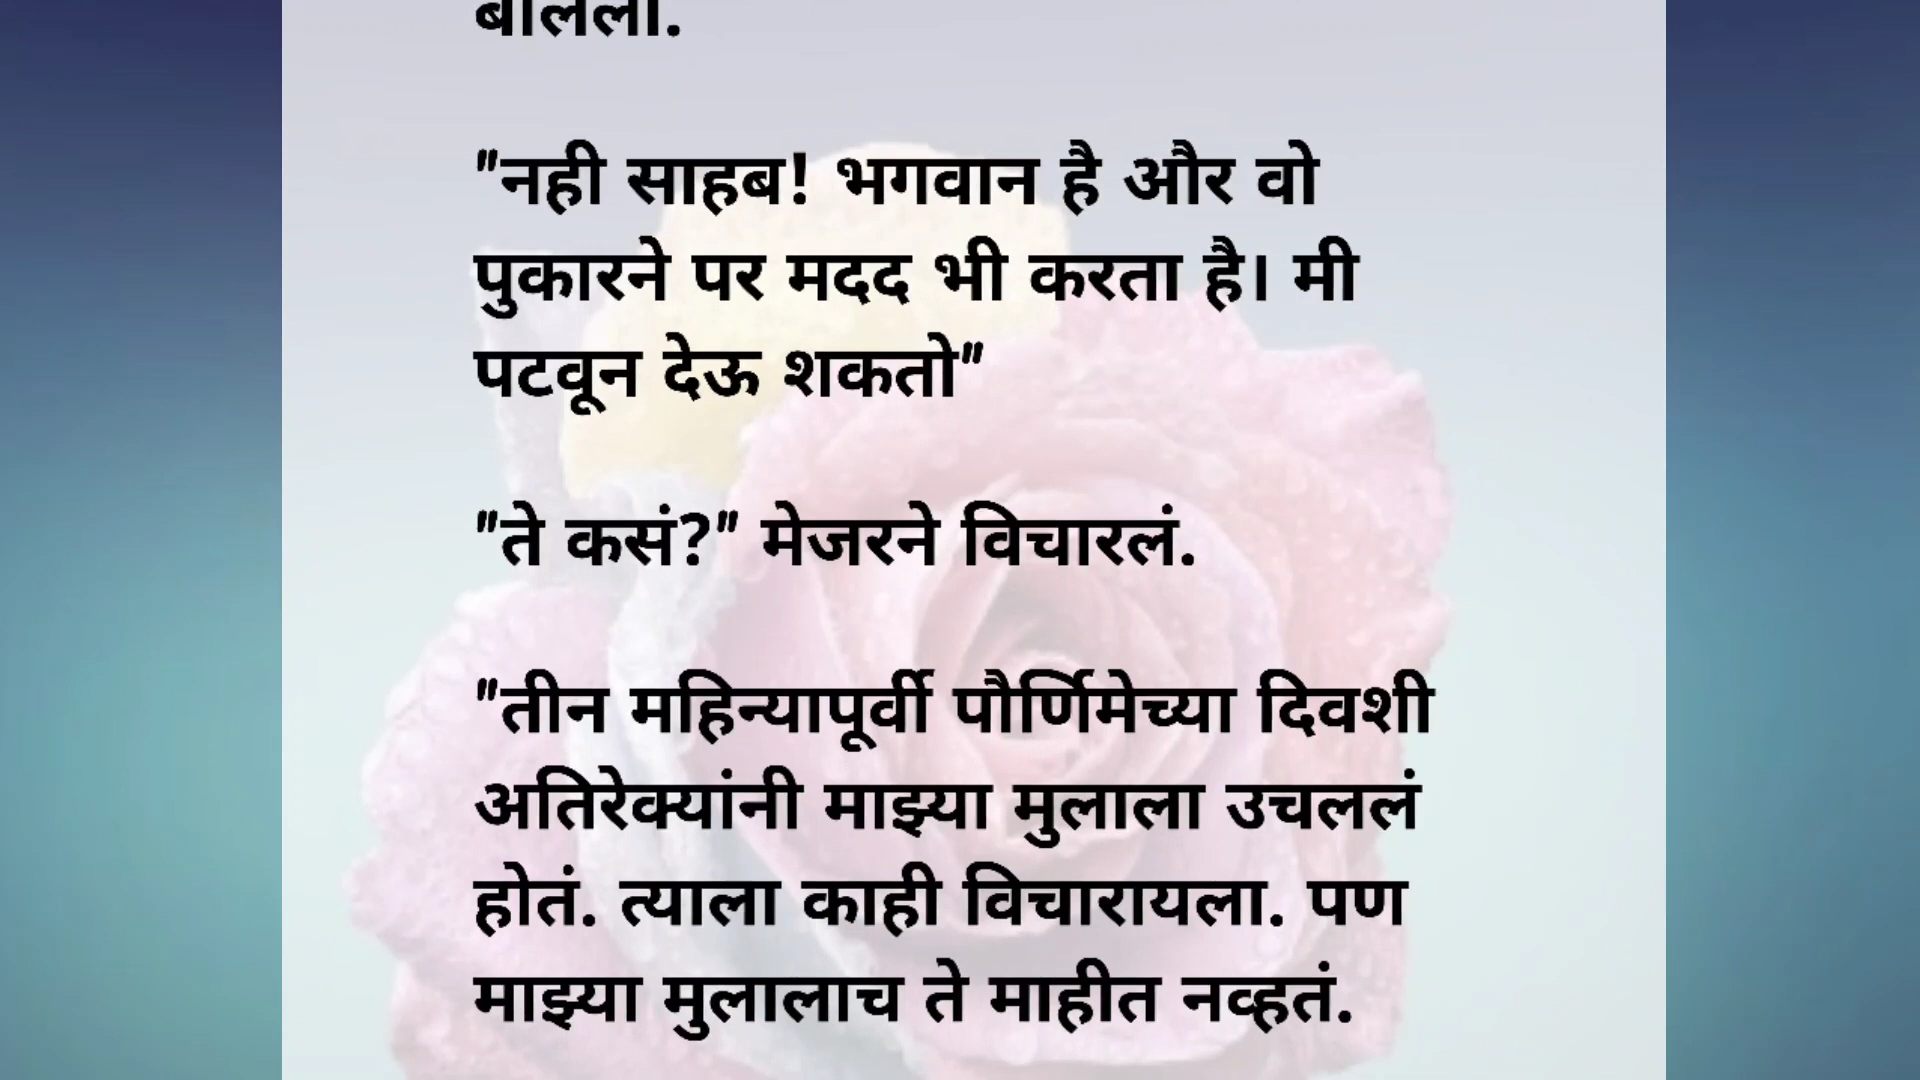 बोलला.
"नही साहब! भगवान है और वो
पुकारने पर मदद भी करता है। मी
पटवून देऊ शकतो"
"ते कसं?" मेजरने विचारलं.
"तीन महिन्यापूर्वी पौर्णिमेच्या दिवशी
अतिरेक्यांनी माझ्या मुलाला उचललं
होतं. त्याला काही विचारायला. पण
माझ्या मुलालाच ते माहीत नव्हतं.